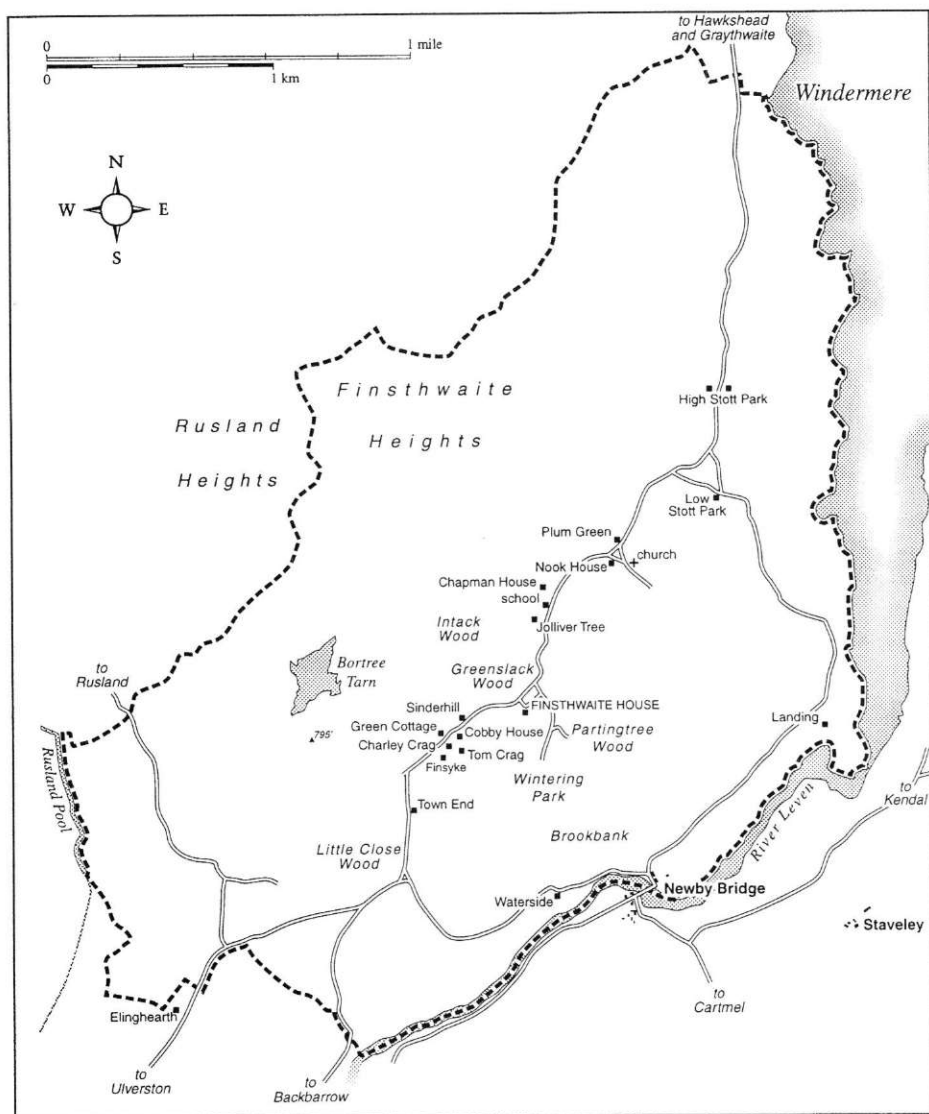 to Hawkshead
and Graythwaite
0
1 mile
0
1 km
Windermere
N
W
E
S
Finsthwaite
Heights
Rusland
Heights
High Stott Park
Low
Stott Park
Plum Green
church
Nook House
Chapman House
school
Jolliver Tree
Intack
Wood
Bortree
Tarn
Greenslack
Wood
to
Rusland
Sinderhill
FINSTHWAITE HOUSE
Green Cottage
Cobby House
Partingtree
Wood
Landing
795'
Charley Crag
Tom Crag
Finsyke
Wintering
Park
Rusland Pool
to
Kendal
River Leven
Town End
Brookbank
Little Close
Wood
Newby Bridge
Waterside
Staveley
to
Cartmel
Elinghearth
to
Ulverston
to
Backbarrow